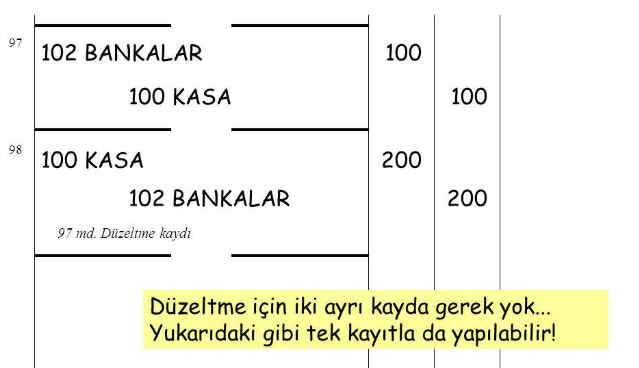 97
102 BANKALAR 100
100 KASA 100
98
100 KASA 200
102 BANKALAR 200
97 md. Düzeltme kaydı
Düzeltme için iki ayrı kayda gerek yok...
Yukarıdaki gibi tek kayıtla da yapılabilir!